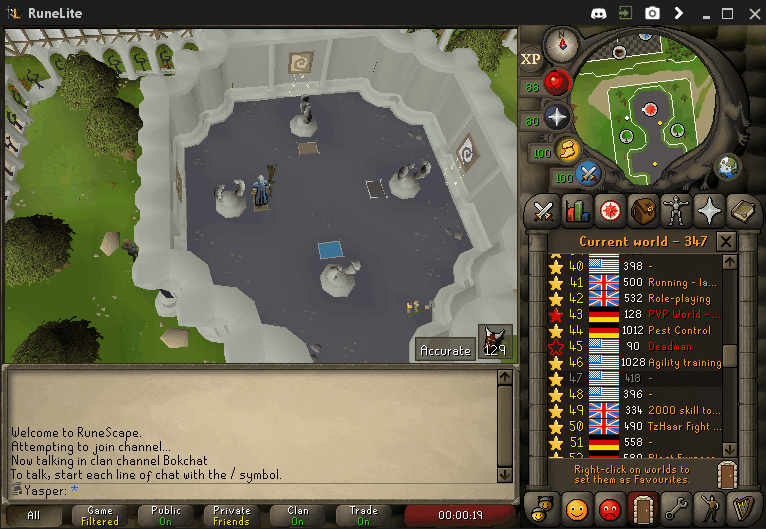 RuneLite
XP
N
88
80
100
100
Accurate
129
Current world - 347
40 398 -
41 500 Running - la...
42 532 Role-playing
43 128 PVP World - ...
44 1012 Pest Control
45 90 Deadman
46 1028 Agility training
47 418 -
48 396 -
49 334 2000 skill to...
50 490 TzHaar Fight ...
51 558 -
Right-click on worlds to
set them as Favourites.
Welcome to RuneScape.
Attempting to join channel...
Now talking in clan channel Bokchat
To talk, start each line of chat with the / symbol.
Yasper: *
All
Game
Filtered
Public
On
Private
Friends
Clan
On
Trade
On
00:00:19